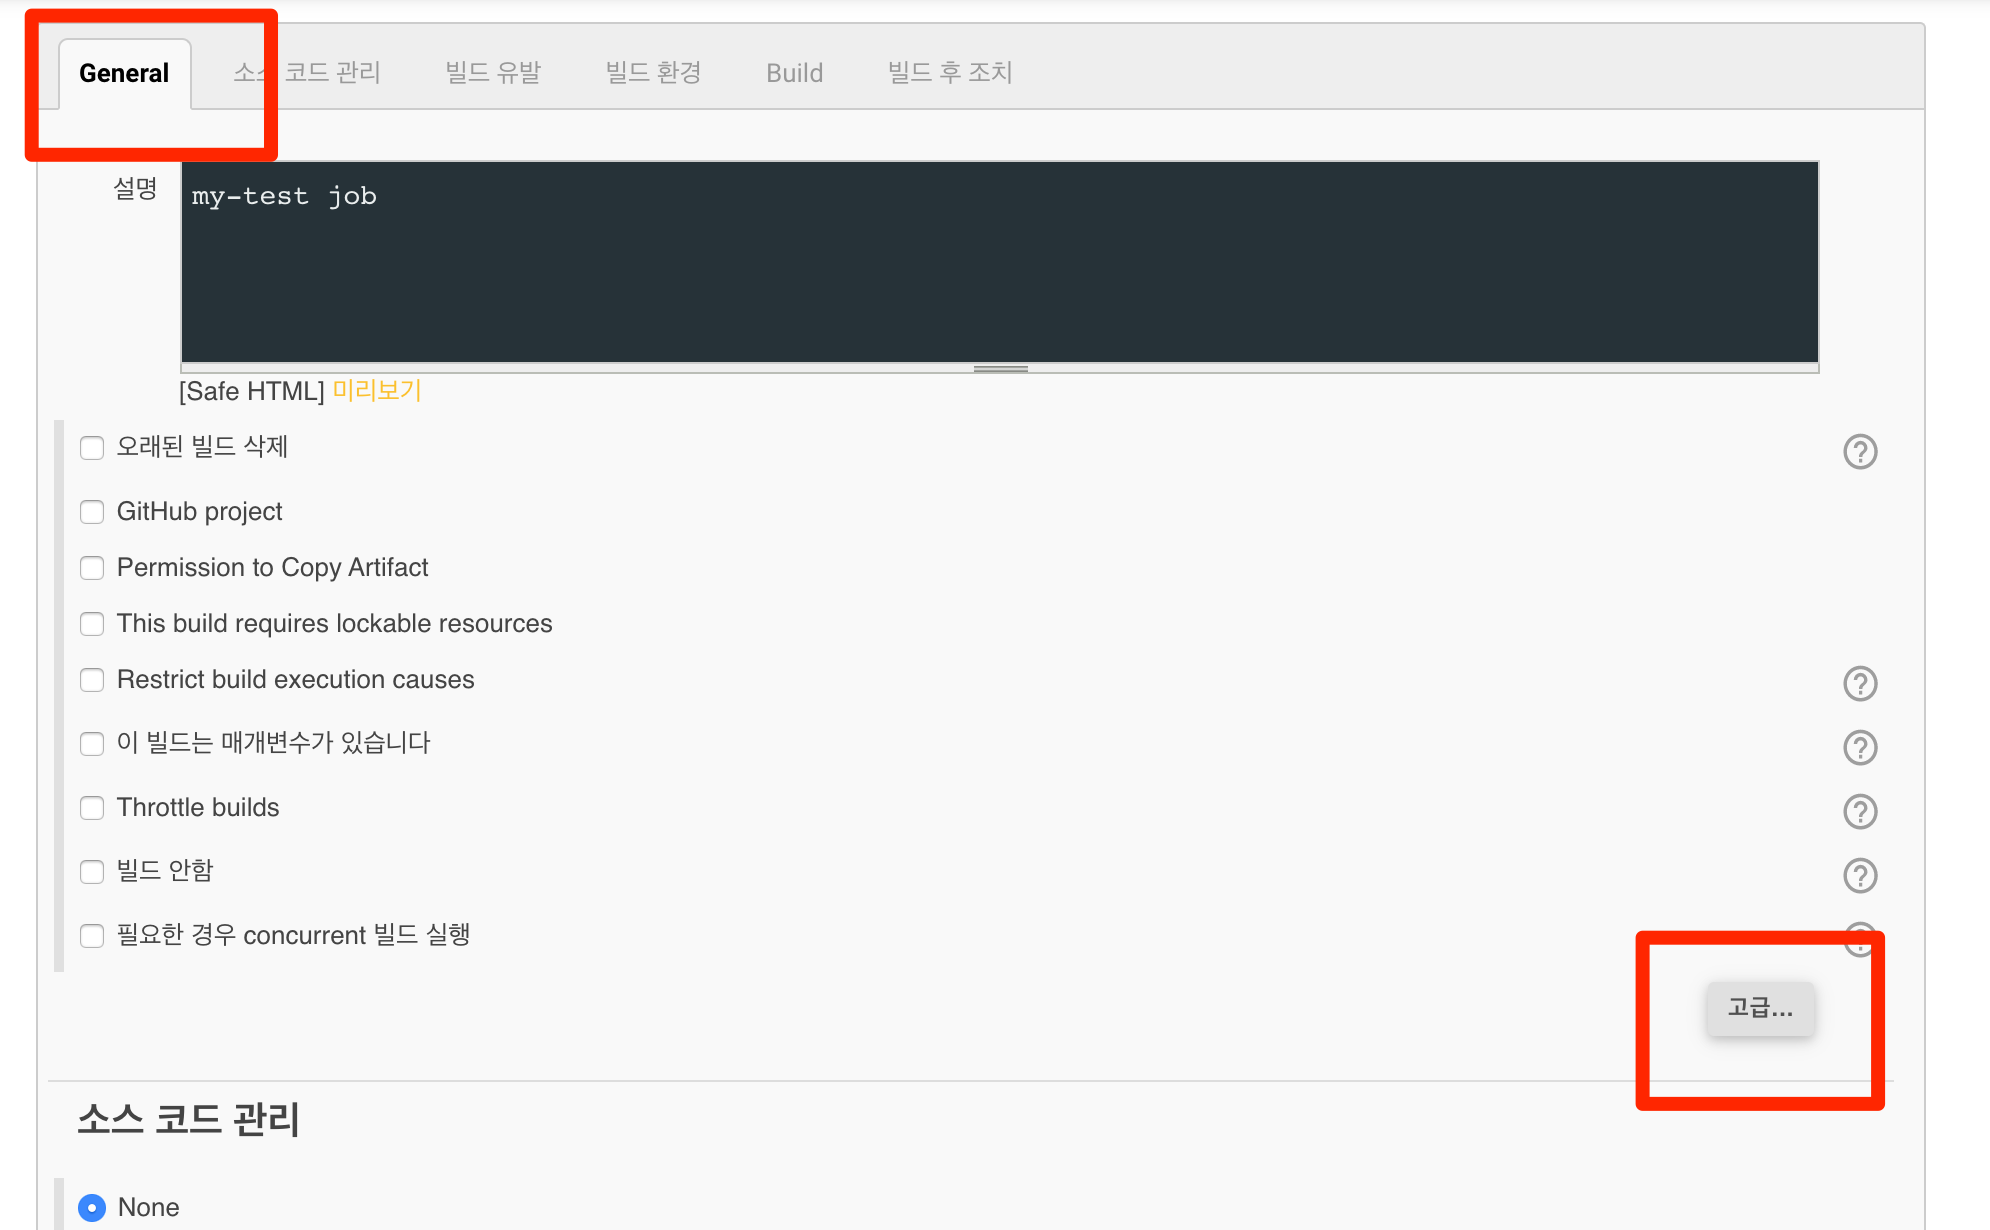 General 소스 코드 관리 빌드 유발 빌드 환경 Build 빌드 후 조치
설명
my-test job
[Safe HTML] 미리보기
오래된 빌드 삭제
GitHub project
Permission to Copy Artifact
This build requires lockable resources
Restrict build execution causes
이 빌드는 매개변수가 있습니다
Throttle builds
빌드 안함
필요한 경우 concurrent 빌드 실행
고급...
소스 코드 관리
None